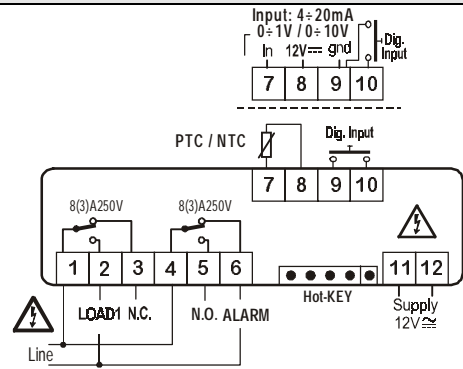 Input: 4÷20mA
0÷1V / 0÷10V
In 12V⎓ gnd
Dig. Input
7 8 9 10
PTC / NTC
Dig. Input
7 8 9 10
8(3)A250V 8(3)A250V
1 2 3 4 5 6 11 12
LOAD1 N.C. N.O. ALARM
Hot-KEY
Supply
12V≅
Line